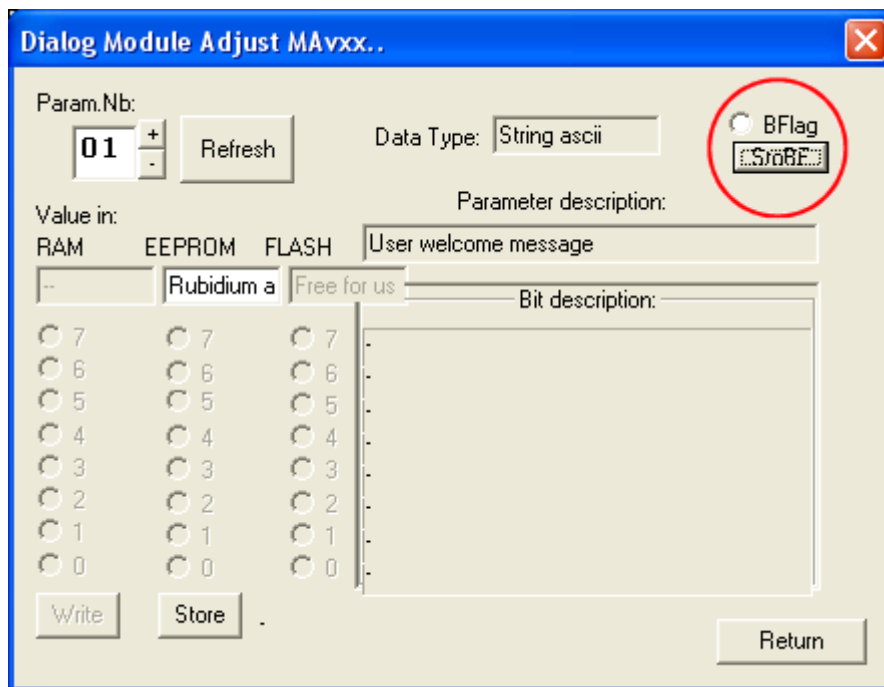 Dialog Module Adjust MAvxx..
Param.Nb:
01
+
-
Refresh
Data Type: String ascii
BFlag
StoBF
Parameter description:
User welcome message
Value in:
RAM EEPROM FLASH
-- Rubidium a Free for us
Bit description:
7 7 7 -
6 6 6 -
5 5 5 -
4 4 4 -
3 3 3 -
2 2 2 -
1 1 1 -
0 0 0 -
Write Store .
Return